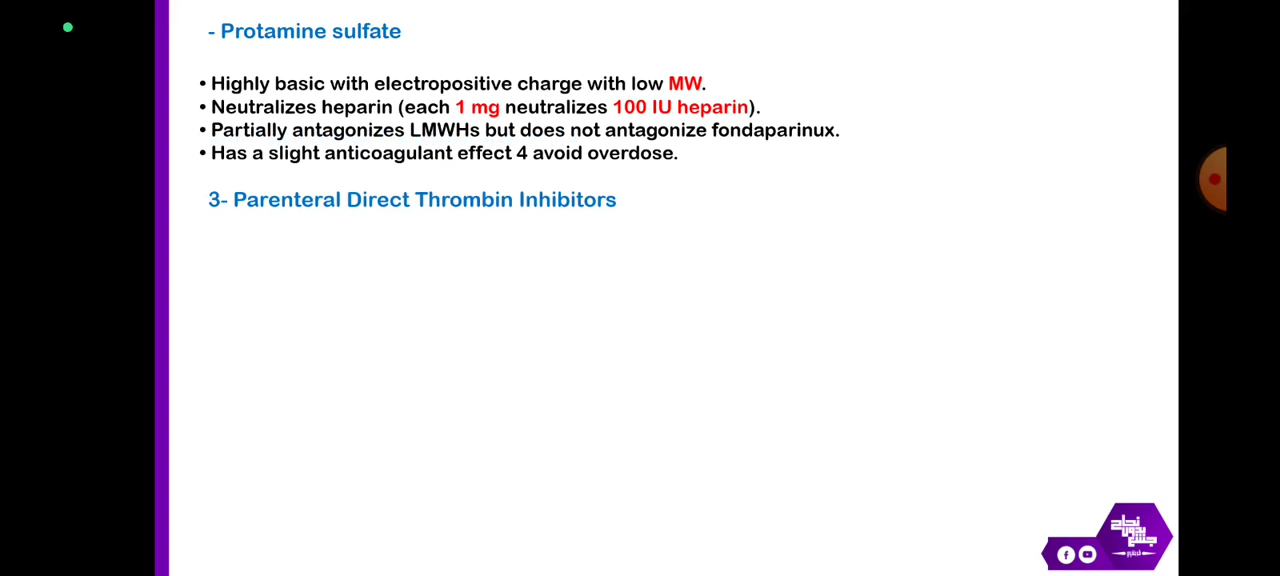 - Protamine sulfate
• Highly basic with electropositive charge with low MW.
• Neutralizes heparin (each 1 mg neutralizes 100 IU heparin).
• Partially antagonizes LMWHs but does not antagonize fondaparinux.
• Has a slight anticoagulant effect 4 avoid overdose.
3- Parenteral Direct Thrombin Inhibitors
نجاح
بدون